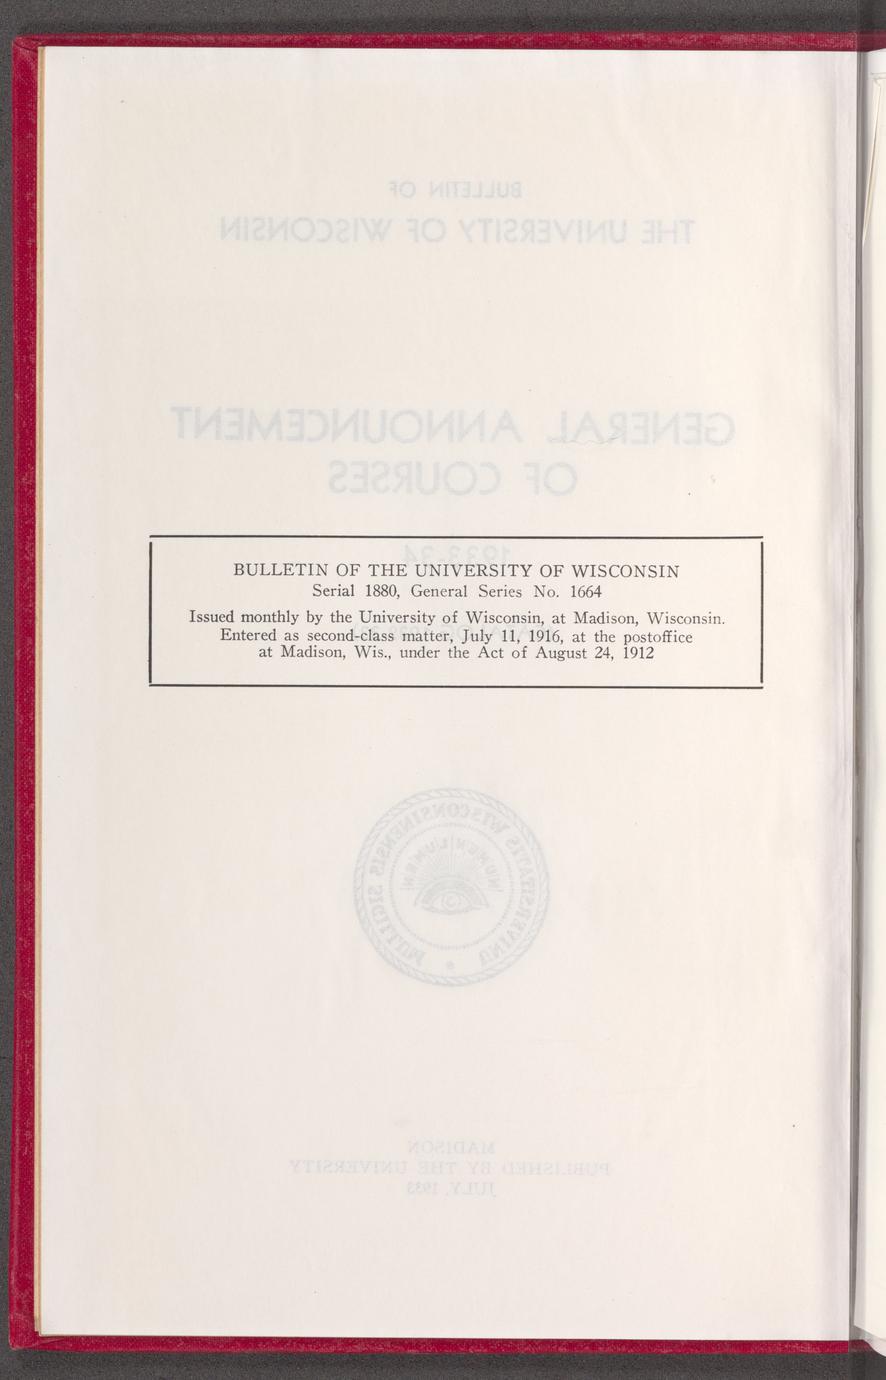 BULLETIN OF THE UNIVERSITY OF WISCONSIN
Serial 1880, General Series No. 1664
Issued monthly by the University of Wisconsin, at Madison, Wisconsin.
Entered as second-class matter, July 11, 1916, at the postoffice
at Madison, Wis., under the Act of August 24, 1912